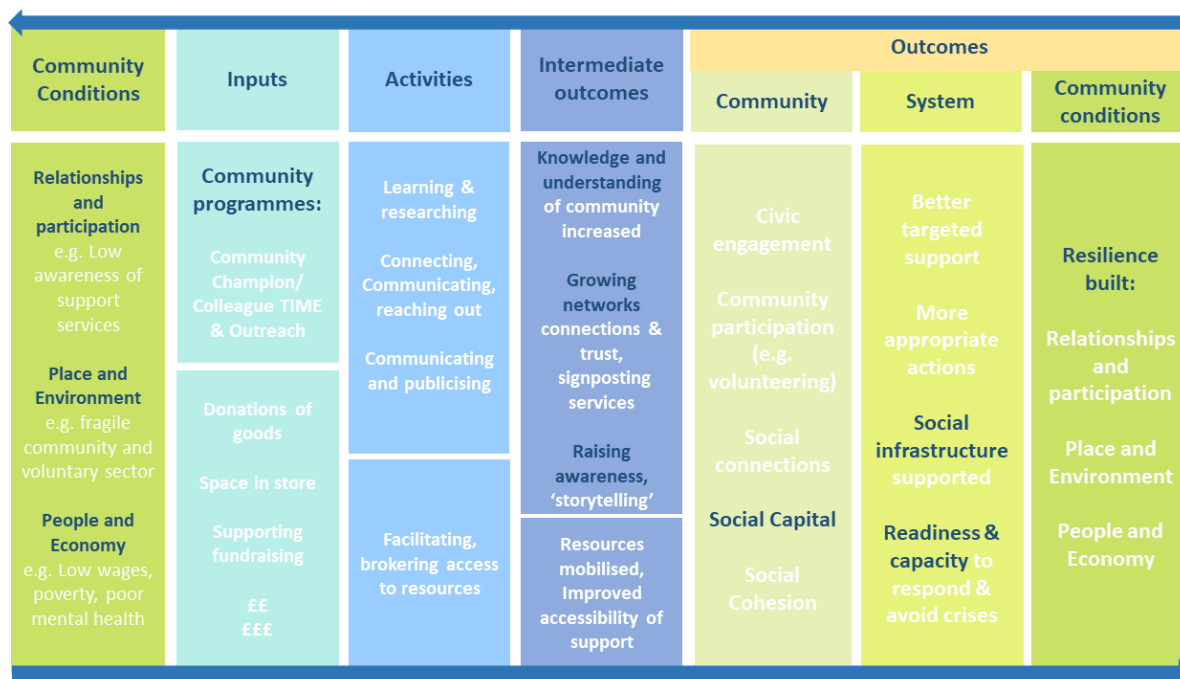 Community
Conditions
Inputs
Activities
Intermediate
outcomes
Outcomes
Community
System
Community
conditions
Relationships
and
participation
e.g. Low
awareness of
support
services
Place and
Environment
e.g. fragile
community and
voluntary sector
People and
Economy
e.g. Low wages,
poverty, poor
mental health
Community
programmes:
Community
Champion/
Colleague TIME
& Outreach
Donations of
goods
Space in store
Supporting
fundraising
££
£££
Learning &
researching
Connecting,
Communicating,
reaching out
Communicating
and publicising
Facilitating,
brokering access
to resources
Knowledge and
understanding
of community
increased
Growing
networks
connections &
trust,
signposting
services
Raising
awareness,
‘storytelling’
Resources
mobilised,
Improved
accessibility of
support
Civic
engagement
Community
participation
(e.g.
volunteering)
Social
connections
Social Capital
Social
Cohesion
Better
targeted
support
More
appropriate
actions
Social
infrastructure
supported
Readiness &
capacity to
respond &
avoid crises
Resilience
built:
Relationships
and
participation
Place and
Environment
People and
Economy